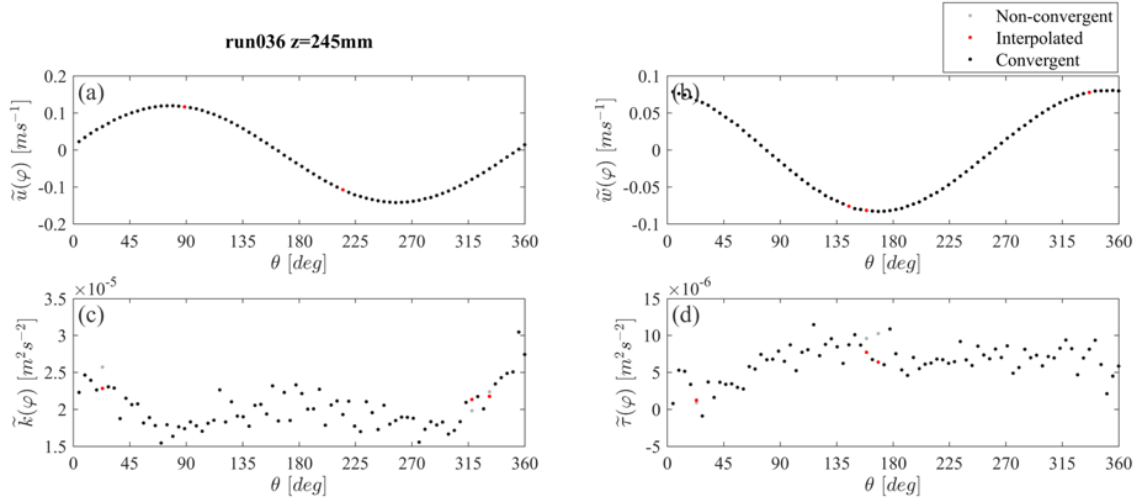 run036 z=245mm
Non-convergent
Interpolated
Convergent
(a)
ũ(φ) [ms⁻¹]
0.2
0.1
0
-0.1
-0.2
0 45 90 135 180 225 270 315 360
θ [deg]
(b)
w̃(φ) [ms⁻¹]
0.1
0.05
0
-0.05
-0.1
0 45 90 135 180 225 270 315 360
θ [deg]
(c)
×10⁻⁵
k̃(φ) [m²s⁻²]
3.5
3
2.5
2
1.5
0 45 90 135 180 225 270 315 360
θ [deg]
(d)
×10⁻⁶
τ̃(φ) [m²s⁻²]
15
10
5
0
-5
0 45 90 135 180 225 270 315 360
θ [deg]